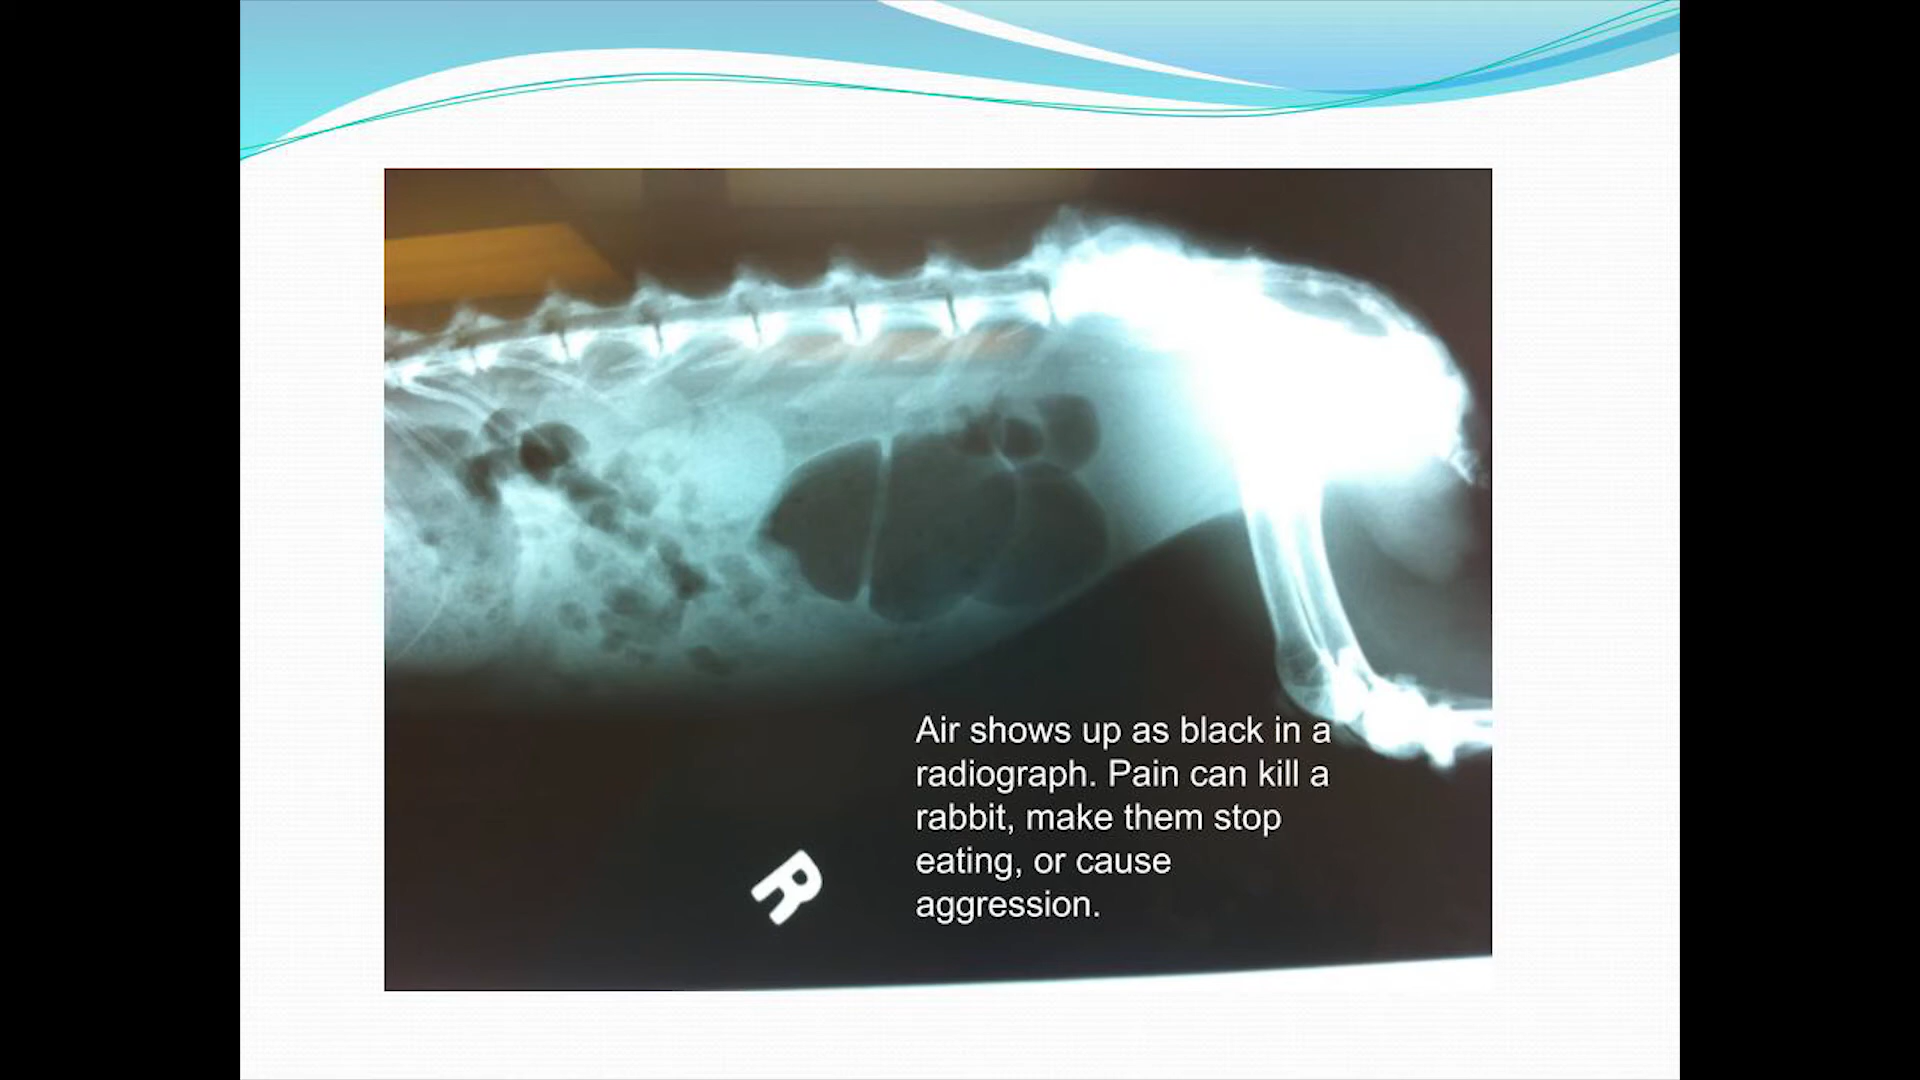 Air shows up as black in a
radiograph. Pain can kill a
rabbit, make them stop
eating, or cause
aggression.
R